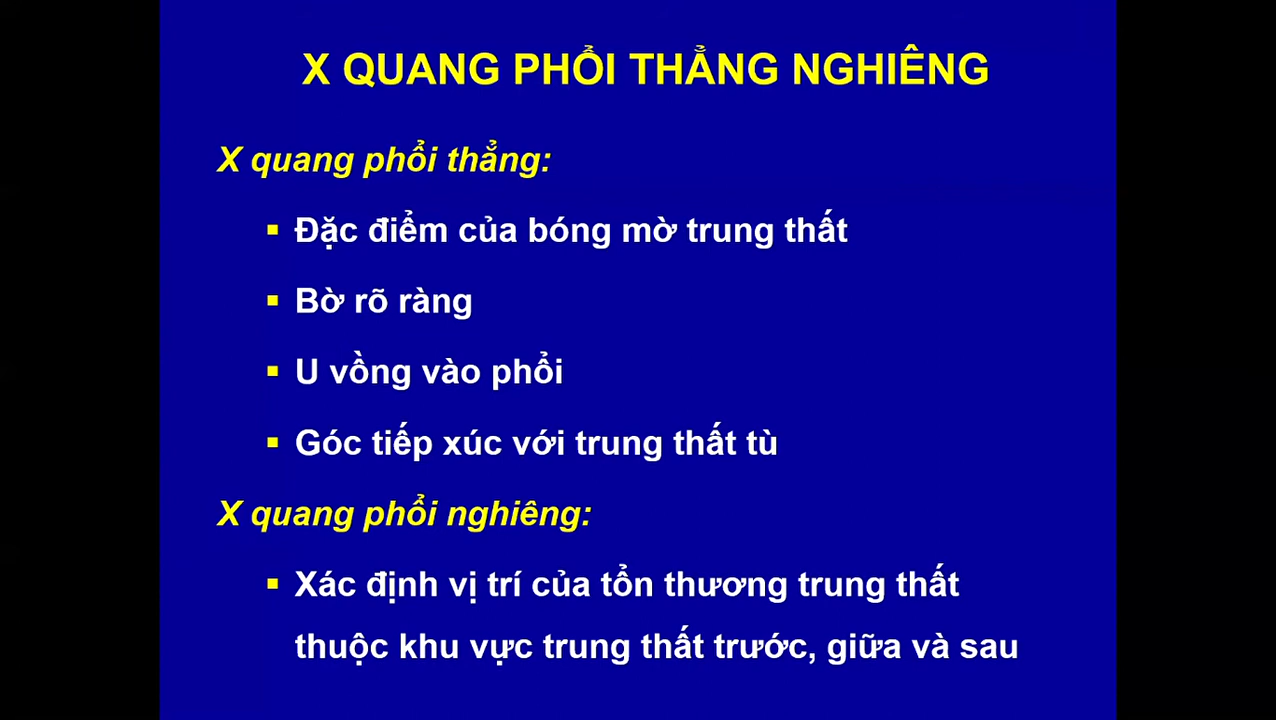 X QUANG PHỔI THẲNG NGHIÊNG
X quang phổi thẳng:
▪ Đặc điểm của bóng mờ trung thất
▪ Bờ rõ ràng
▪ U vồng vào phổi
▪ Góc tiếp xúc với trung thất tù
X quang phổi nghiêng:
▪ Xác định vị trí của tổn thương trung thất
thuộc khu vực trung thất trước, giữa và sau